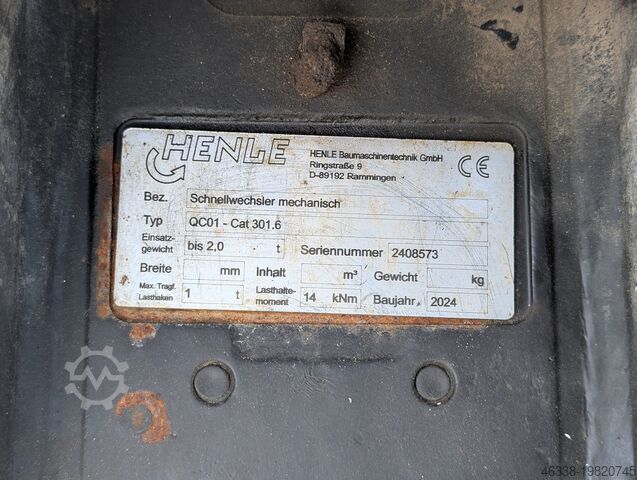 HENLE
HENLE Baumaschinentechnik GmbH
Ringstraße 9
D-89192 Rammingen
CE
Bez. Schnellwechsler mechanisch
Typ QC01 - Cat 301.6
Einsatz-
gewicht bis 2,0 t Seriennummer 2408573
Breite mm Inhalt m³ Gewicht kg
Max. Tragf.
Lasthaken 1 t Lasthalte-
moment 14 kNm Baujahr 2024
46338-19820745